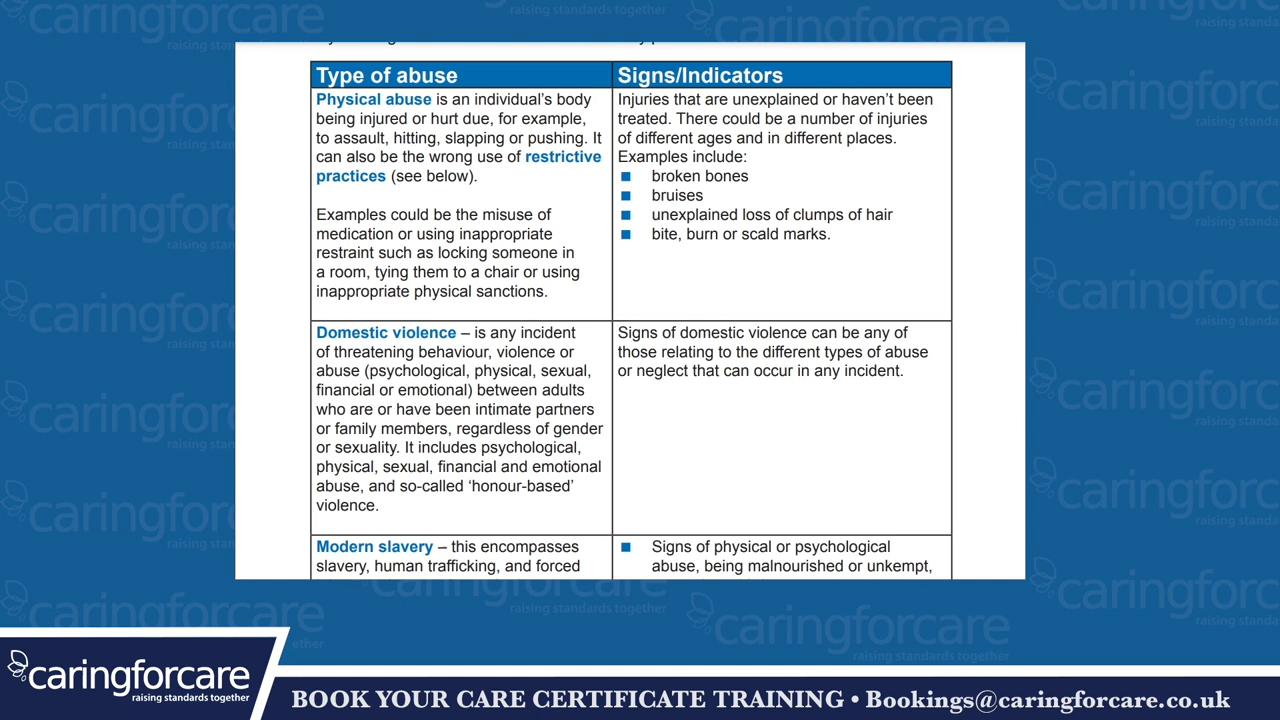 Type of abuse
Signs/Indicators
Physical abuse is an individual's body
being injured or hurt due, for example,
to assault, hitting, slapping or pushing. It
can also be the wrong use of restrictive
practices (see below).
Examples could be the misuse of
medication or using inappropriate
restraint such as locking someone in
a room, tying them to a chair or using
inappropriate physical sanctions.
Injuries that are unexplained or haven't been
treated. There could be a number of injuries
of different ages and in different places.
Examples include:
■ broken bones
■ bruises
■ unexplained loss of clumps of hair
■ bite, burn or scald marks.
Domestic violence – is any incident
of threatening behaviour, violence or
abuse (psychological, physical, sexual,
financial or emotional) between adults
who are or have been intimate partners
or family members, regardless of gender
or sexuality. It includes psychological,
physical, sexual, financial and emotional
abuse, and so-called 'honour-based'
violence.
Signs of domestic violence can be any of
those relating to the different types of abuse
or neglect that can occur in any incident.
Modern slavery – this encompasses
slavery, human trafficking, and forced
■ Signs of physical or psychological
abuse, being malnourished or unkempt,
caringforcare
raising standards together
BOOK YOUR CARE CERTIFICATE TRAINING • Bookings@caringforcare.co.uk